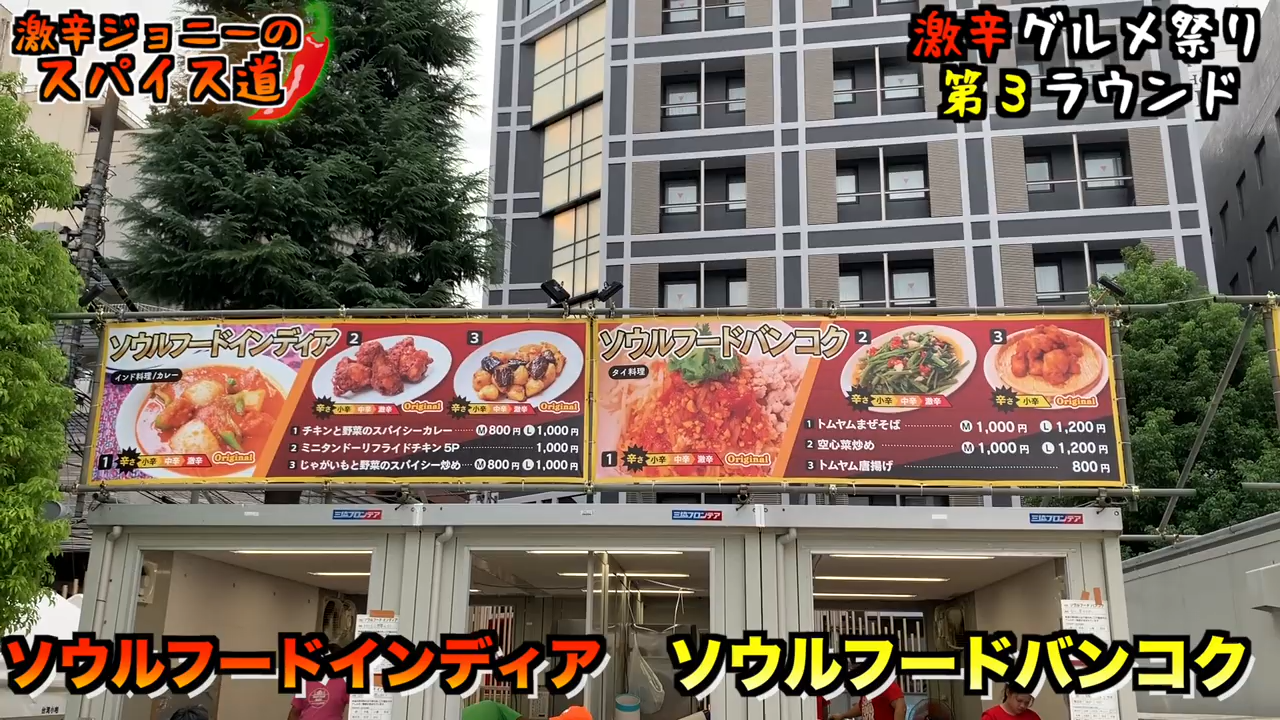 激辛ジョニーの
スパイス道
激辛グルメ祭り
第3ラウンド
ソウルフードインディア
インド料理/カレー
1 辛さ 小辛 中辛 激辛 Original
2
辛さ 小辛 中辛 激辛 Original
3
辛さ 小辛 中辛 激辛 Original
1 チキンと野菜のスパイシーカレー M800円 L1,000円
2 ミニタンドーリフライドチキン5P 1,000円
3 じゃがいもと野菜のスパイシー炒め M800円 L1,000円
ソウルフードバンコク
タイ料理
1 辛さ 小辛 中辛 激辛 Original
2
辛さ 小辛 中辛 激辛
3
辛さ 小辛 Original
1 トムヤムまぜそば M1,000円 L1,200円
2 空心菜炒め M1,000円 L1,200円
3 トムヤム唐揚げ 800円
三協フロンテア
三協フロンテア
三協フロンテア
ソウルフードインディア
ソウルフードバンコク